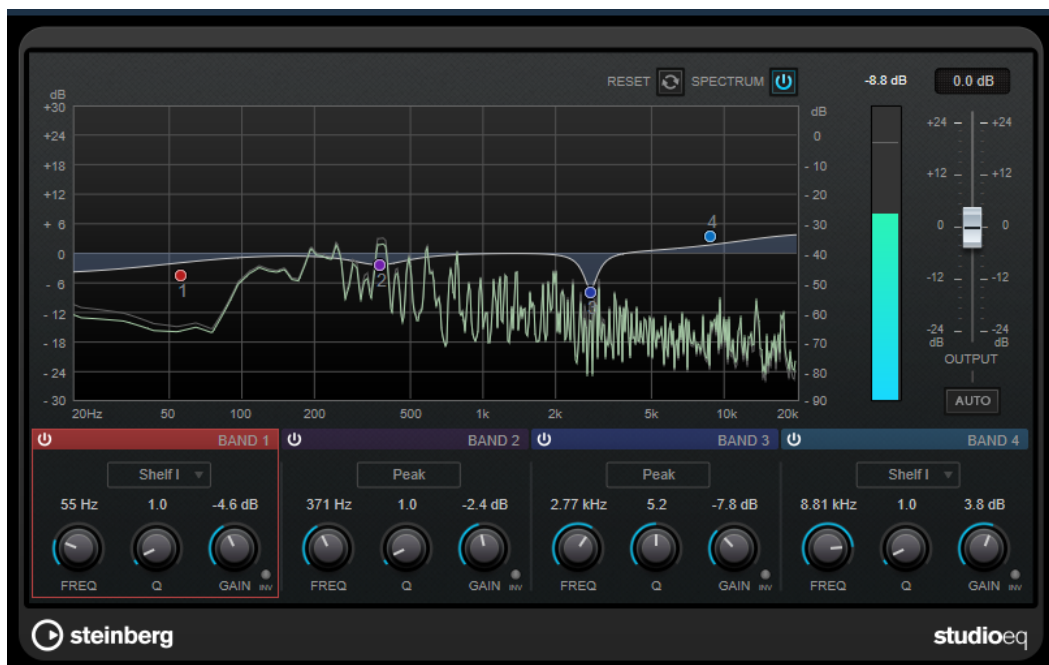 RESET SPECTRUM -8.8 dB 0.0 dB
dB
+30 dB
+24 0
+18 - 10
+12 - 20
+ 6 - 30
0 - 40
- 6 - 50
- 12 - 60
- 18 - 70
- 24 - 80
- 30 - 90
1 2 3 4
20Hz 50 100 200 500 1k 2k 5k 10k 20k
+24 +24
+12 +12
0 0
-12 -12
-24 -24
dB dB
OUTPUT
AUTO
BAND 1 BAND 2 BAND 3 BAND 4
Shelf I Peak Peak Shelf I
55 Hz 1.0 -4.6 dB 371 Hz 1.0 -2.4 dB 2.77 kHz 5.2 -7.8 dB 8.81 kHz 1.0 3.8 dB
FREQ Q GAIN INV FREQ Q GAIN INV FREQ Q GAIN INV FREQ Q GAIN INV
steinberg studioeq